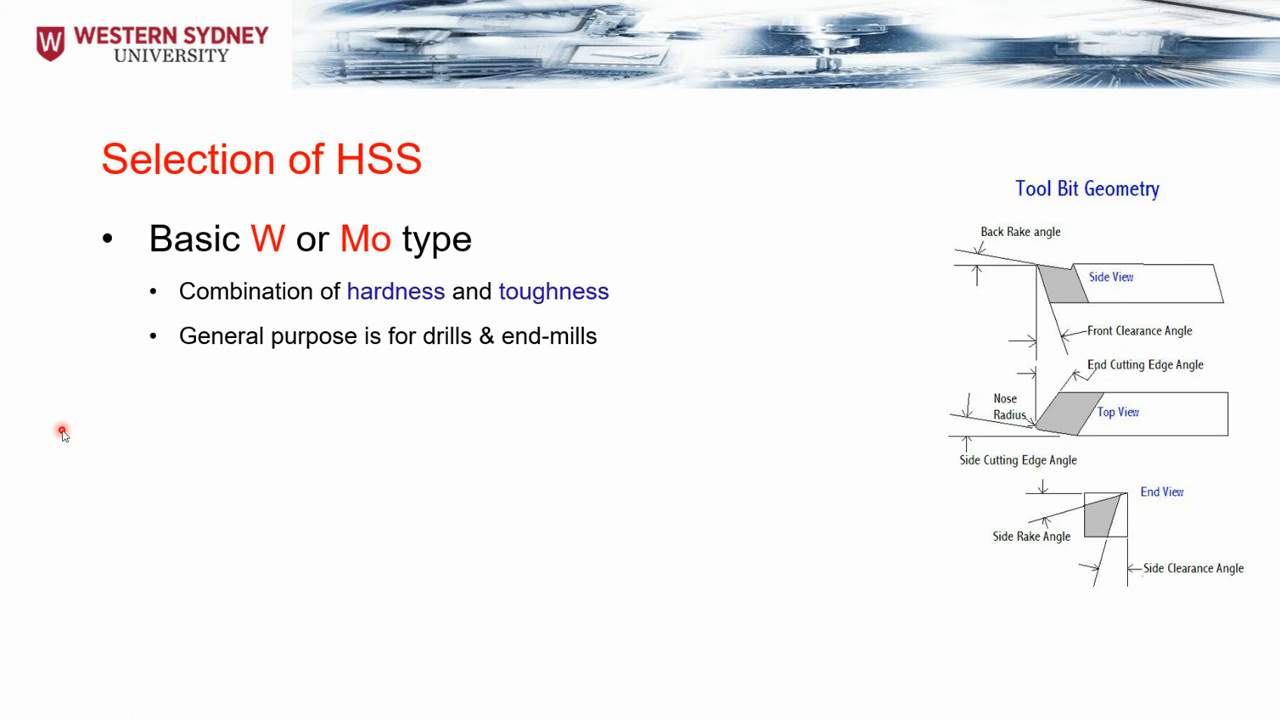 W WESTERN SYDNEY
UNIVERSITY
Selection of HSS
• Basic W or Mo type
• Combination of hardness and toughness
• General purpose is for drills & end-mills
Tool Bit Geometry
Back Rake angle
Side View
Front Clearance Angle
End Cutting Edge Angle
Nose
Radius
Top View
Side Cutting Edge Angle
End View
Side Rake Angle
Side Clearance Angle